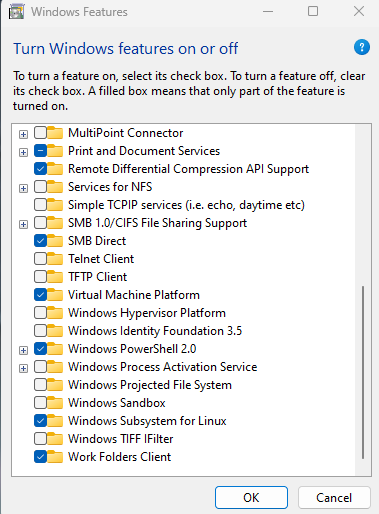 Windows Features
Turn Windows features on or off
?
To turn a feature on, select its check box. To turn a feature off, clear
its check box. A filled box means that only part of the feature is
turned on.
MultiPoint Connector
Print and Document Services
Remote Differential Compression API Support
Services for NFS
Simple TCPIP services (i.e. echo, daytime etc)
SMB 1.0/CIFS File Sharing Support
SMB Direct
Telnet Client
TFTP Client
Virtual Machine Platform
Windows Hypervisor Platform
Windows Identity Foundation 3.5
Windows PowerShell 2.0
Windows Process Activation Service
Windows Projected File System
Windows Sandbox
Windows Subsystem for Linux
Windows TIFF IFilter
Work Folders Client
OK
Cancel